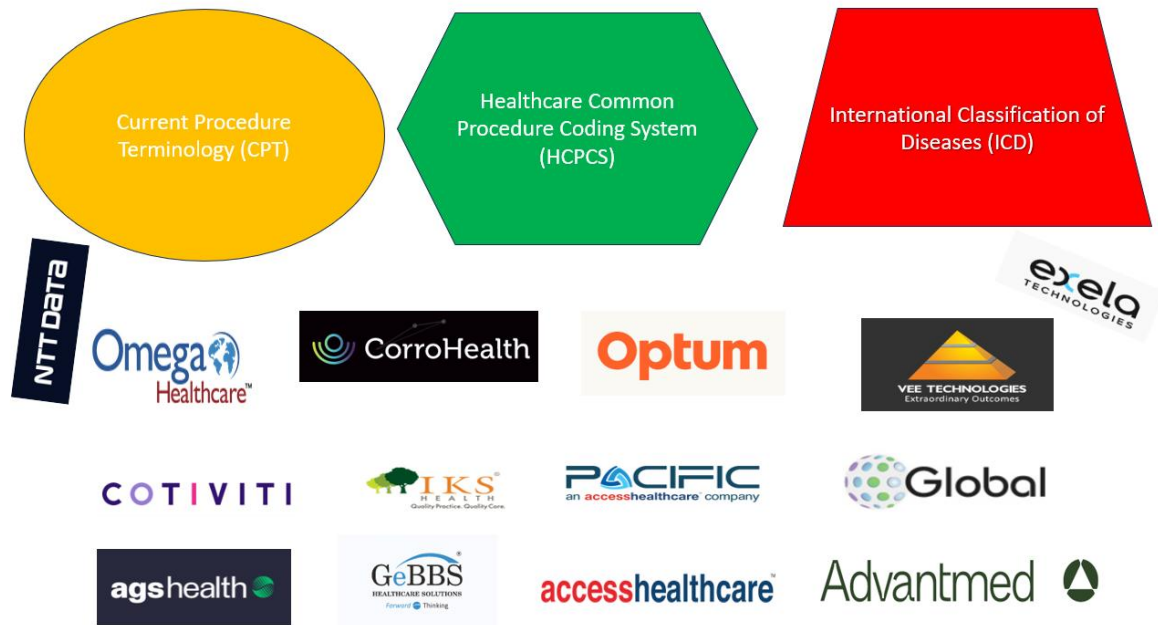 Current Procedure
Terminology (CPT)
Healthcare Common
Procedure Coding System
(HCPCS)
International Classification of
Diseases (ICD)
NTT DATA
exela
TECHNOLOGIES
Omega
Healthcare™
CorroHealth
Optum
VEE TECHNOLOGIES
Extraordinary Outcomes
COTIVITI
IKS
HEALTH
Quality Practice. Quality Care.
PACIFIC
an accesshealthcare company
Global
agshealth
GeBBS®
HEALTHCARE SOLUTIONS
Forward Thinking
accesshealthcare™
Advantmed